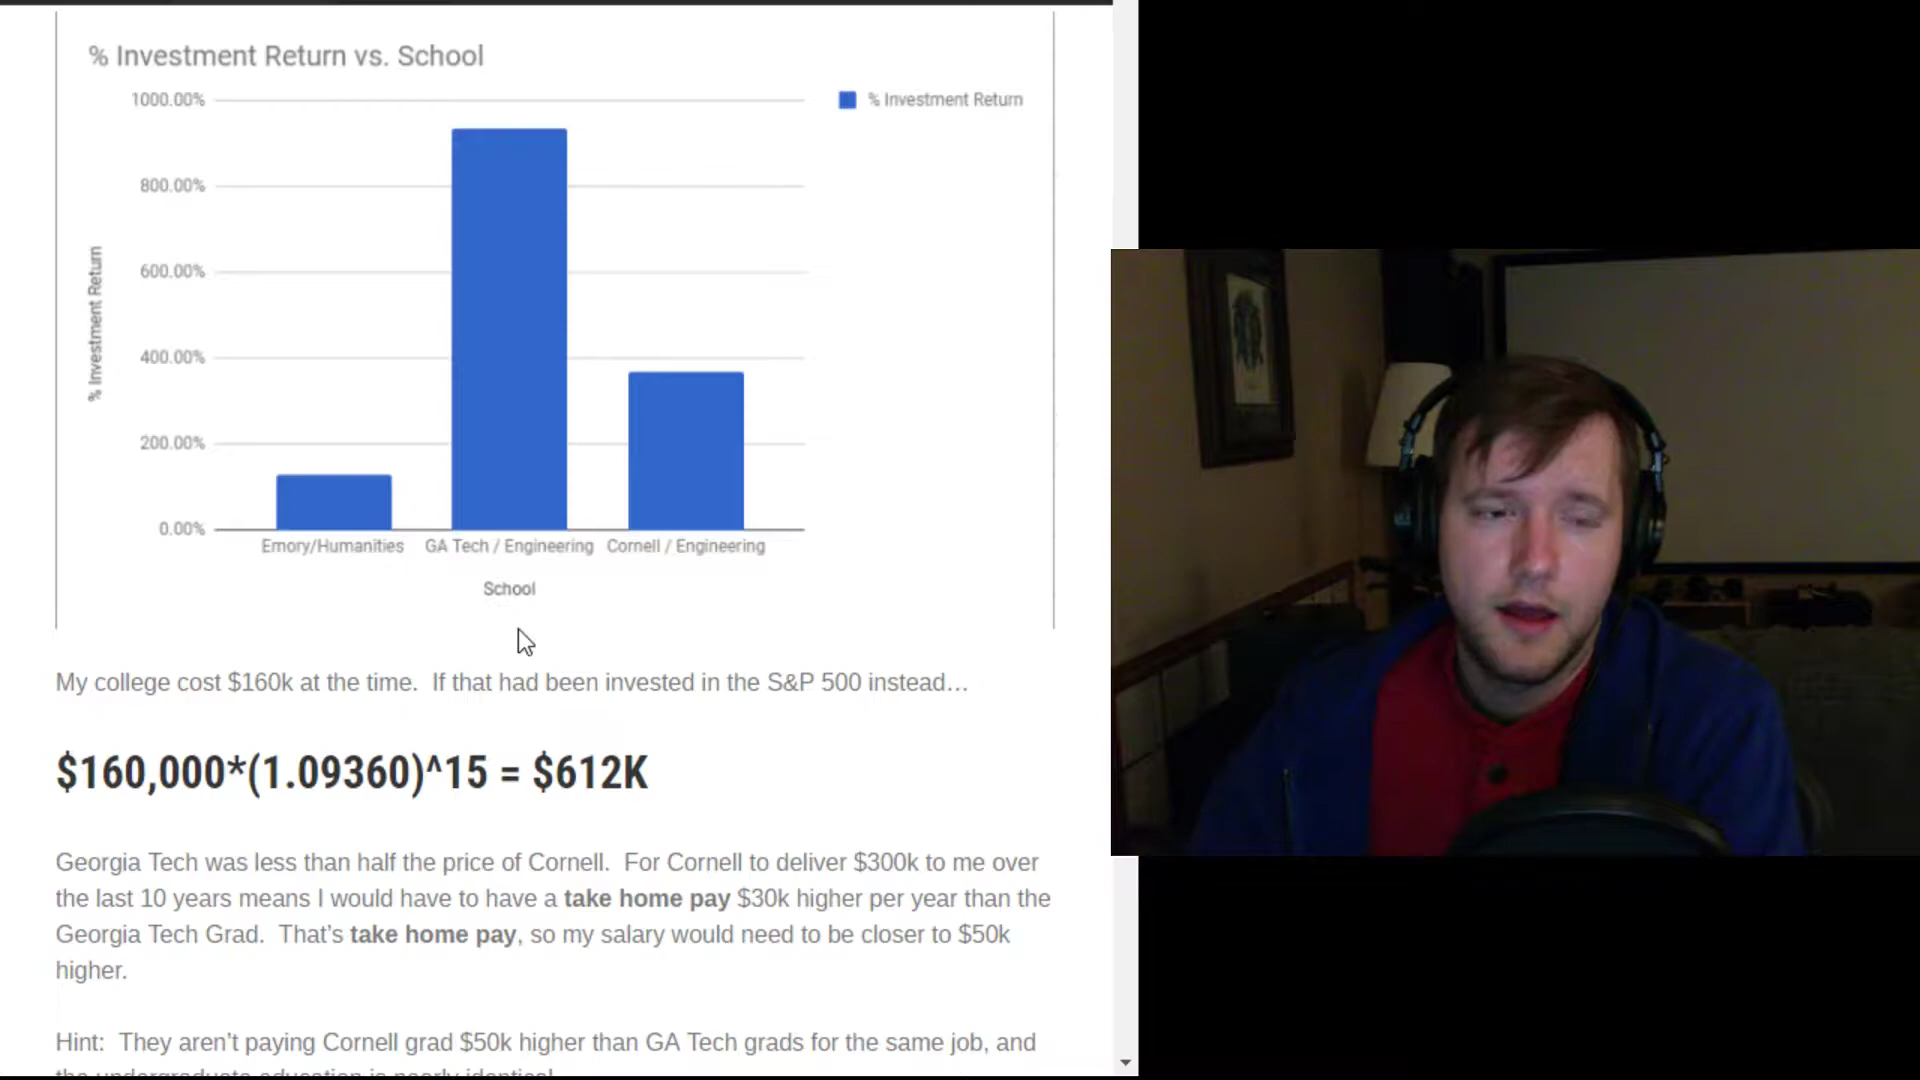 % Investment Return vs. School
1000.00%
% Investment Return
800.00%
600.00%
% Investment Return
400.00%
200.00%
0.00%
Emory/Humanities GA Tech / Engineering Cornell / Engineering
School
My college cost $160k at the time. If that had been invested in the S&P 500 instead…
$160,000*(1.09360)^15 = $612K
Georgia Tech was less than half the price of Cornell. For Cornell to deliver $300k to me over
the last 10 years means I would have to have a take home pay $30k higher per year than the
Georgia Tech Grad. That’s take home pay, so my salary would need to be closer to $50k
higher.
Hint: They aren’t paying Cornell grad $50k higher than GA Tech grads for the same job, and
the undergraduate education is nearly identical